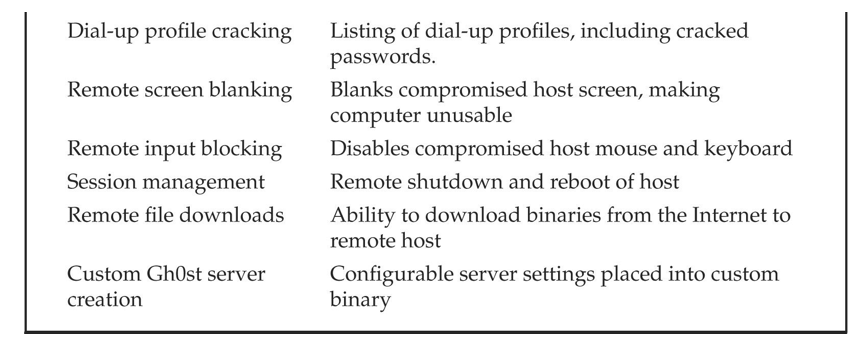 Dial-up profile cracking Listing of dial-up profiles, including cracked
passwords.
Remote screen blanking Blanks compromised host screen, making
computer unusable
Remote input blocking Disables compromised host mouse and keyboard
Session management Remote shutdown and reboot of host
Remote file downloads Ability to download binaries from the Internet to
remote host
Custom Gh0st server Configurable server settings placed into custom
creation binary